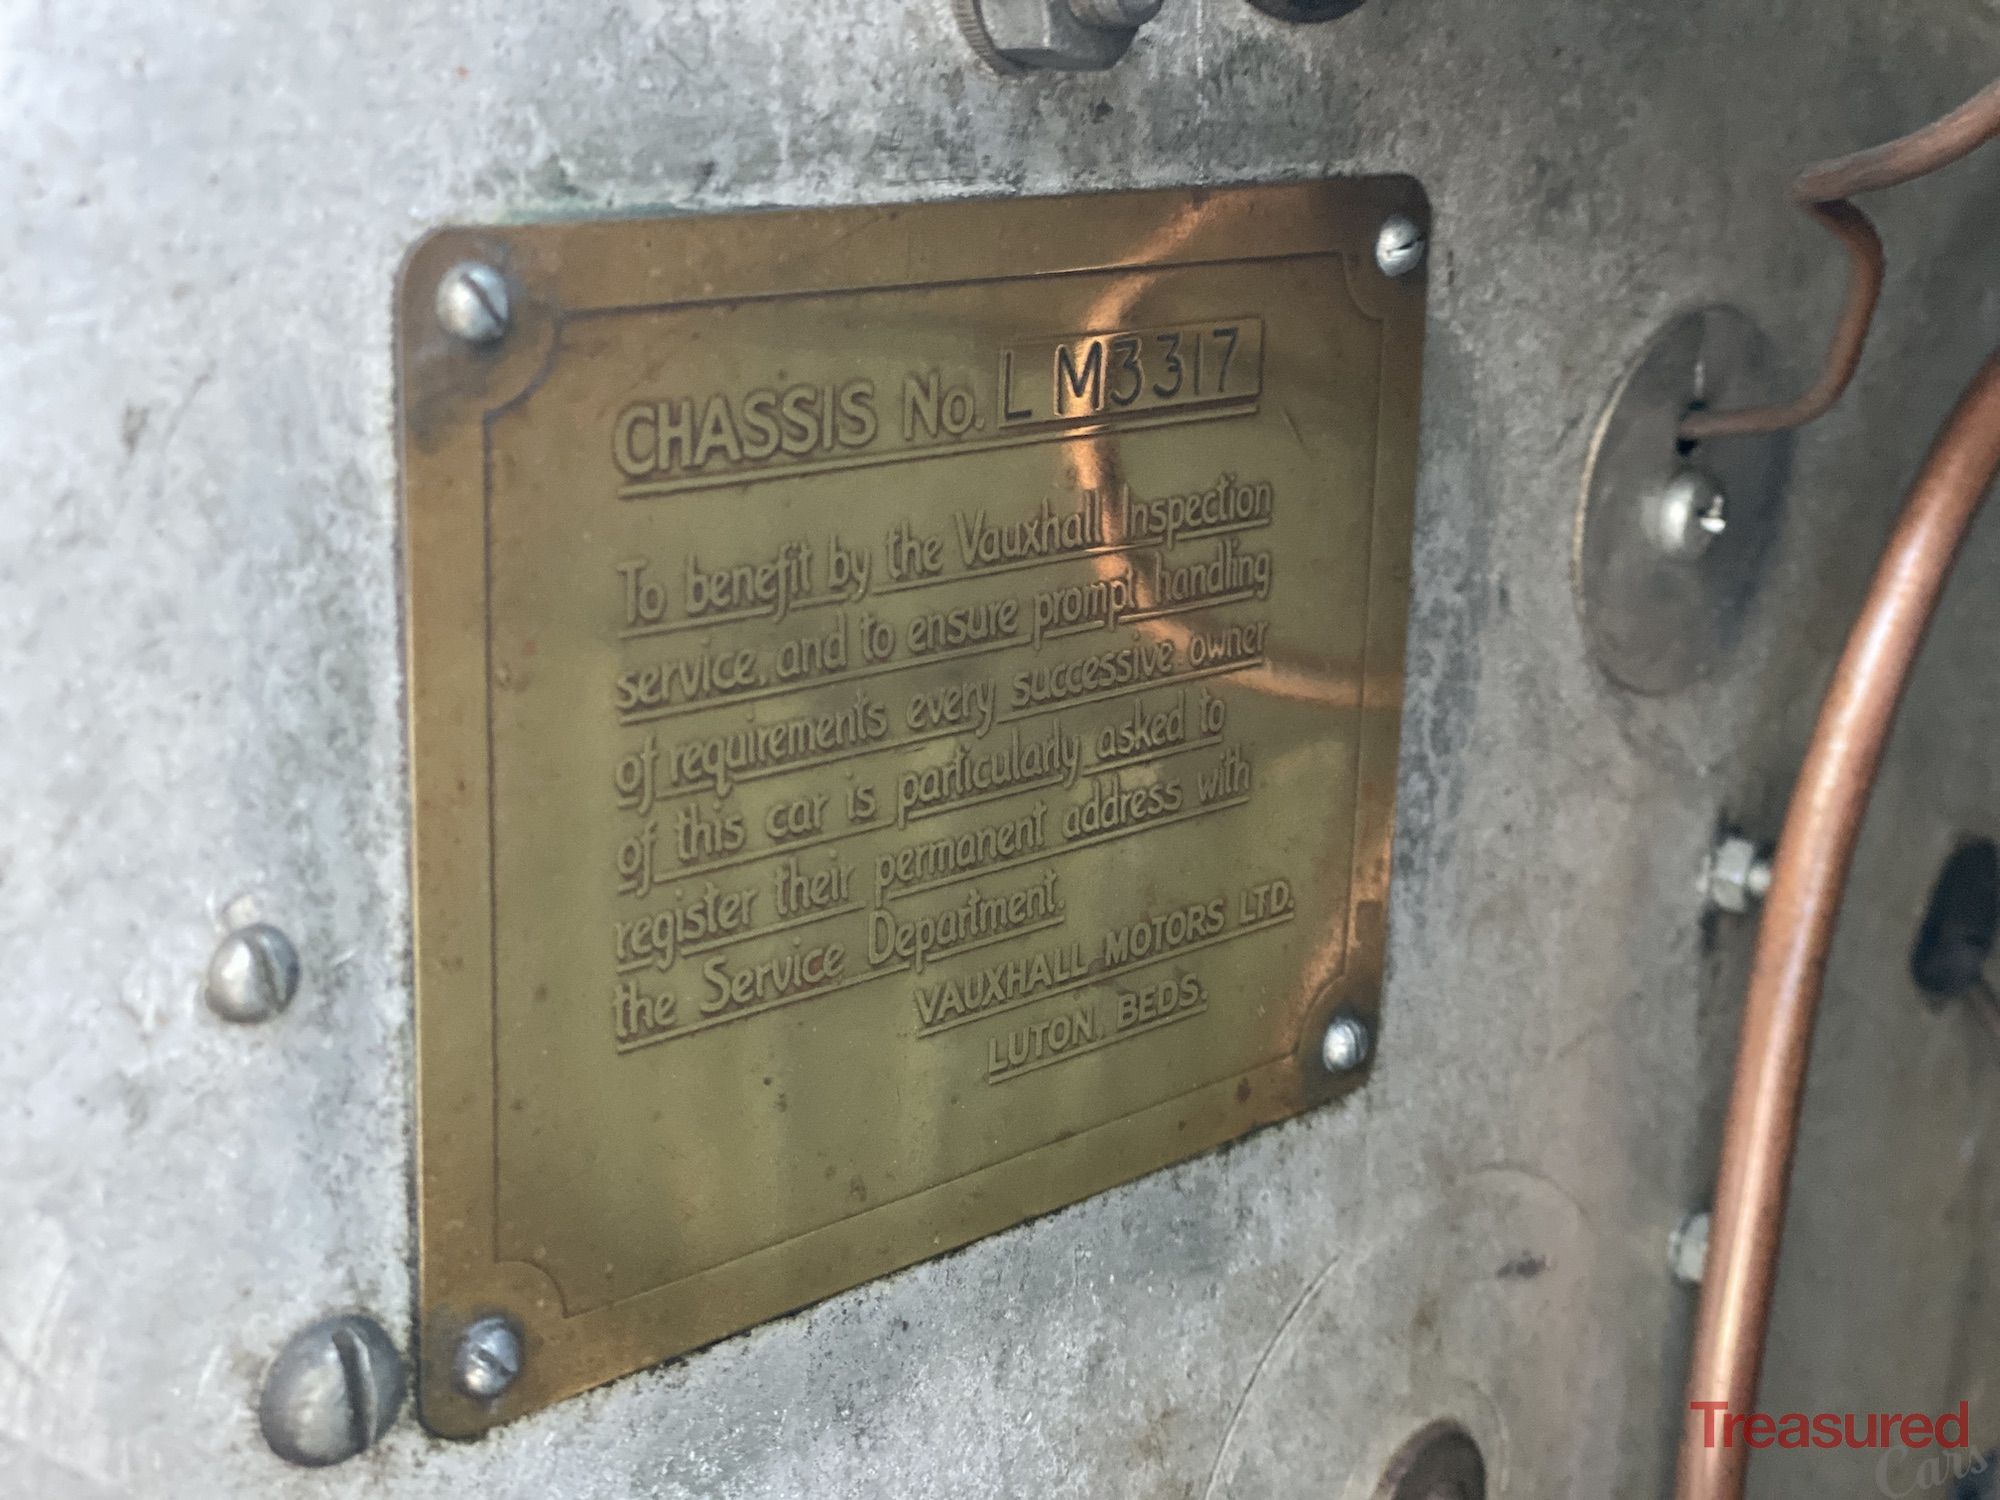 CHASSIS No. L M3317
To benefit by the Vauxhall Inspection
service, and to ensure prompt handling
of requirements every successive owner
of this car is particularly asked to
register their permanent address with
the Service Department.
VAUXHALL MOTORS LTD.
LUTON, BEDS.
Treasured
Cars